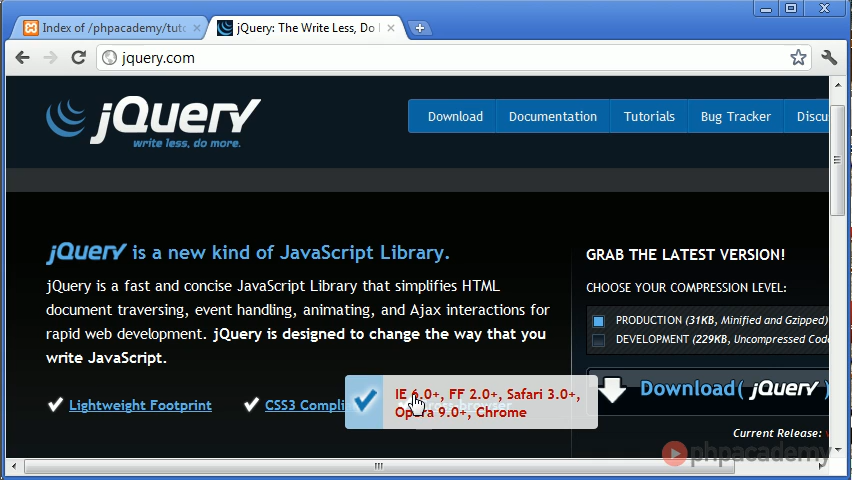 Index of /phpacademy/tuto
jQuery: The Write Less, Do
jquery.com
jQuery
write less, do more.
Download
Documentation
Tutorials
Bug Tracker
Discu
jQuery is a new kind of JavaScript Library.
jQuery is a fast and concise JavaScript Library that simplifies HTML
document traversing, event handling, animating, and Ajax interactions for
rapid web development. jQuery is designed to change the way that you
write JavaScript.
Lightweight Footprint
CSS3 Compli
IE 6.0+, FF 2.0+, Safari 3.0+,
Opera 9.0+, Chrome
GRAB THE LATEST VERSION!
CHOOSE YOUR COMPRESSION LEVEL:
PRODUCTION (31KB, Minified and Gzipped)
DEVELOPMENT (229KB, Uncompressed Code
Download( jQuery )
Current Release:
phpacademy